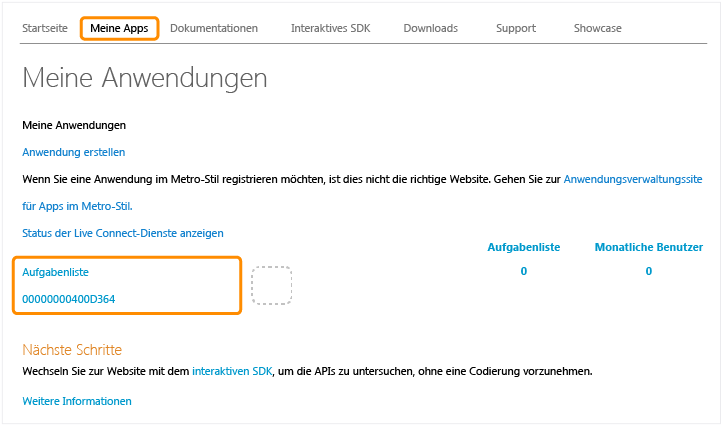 Startseite Meine Apps Dokumentationen Interaktives SDK Downloads Support Showcase
Meine Anwendungen
Meine Anwendungen
Anwendung erstellen
Wenn Sie eine Anwendung im Metro-Stil registrieren möchten, ist dies nicht die richtige Website. Gehen Sie zur Anwendungsverwaltungssite
für Apps im Metro-Stil.
Status der Live Connect-Dienste anzeigen
Aufgabenliste Monatliche Benutzer
0 0
Aufgabenliste
00000000400D364
Nächste Schritte
Wechseln Sie zur Website mit dem interaktiven SDK, um die APIs zu untersuchen, ohne eine Codierung vorzunehmen.
Weitere Informationen